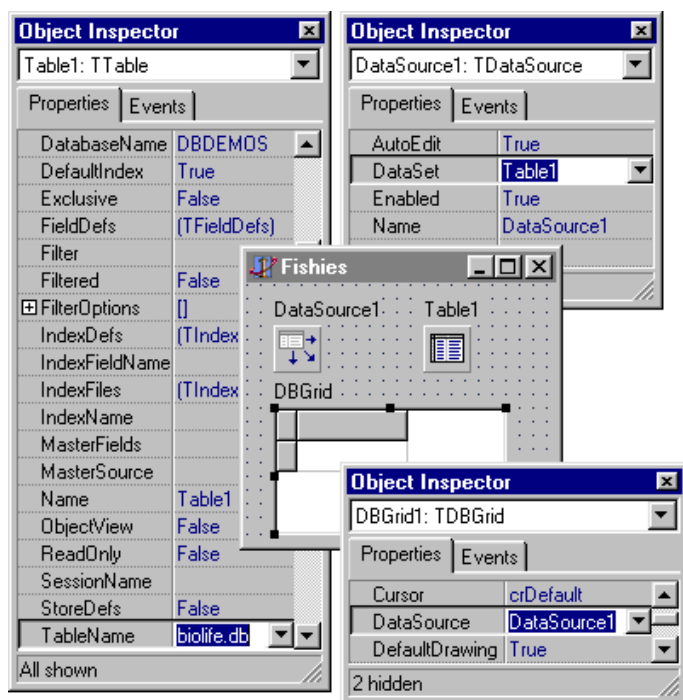 Object Inspector
Table1: TTable
Properties Events
DatabaseName DBDEMOS
DefaultIndex True
Exclusive False
FieldDefs (TFieldDefs)
Filter
Filtered False
FilterOptions []
IndexDefs (TIndex
IndexFieldName
IndexFiles (TIndex
IndexName
MasterFields
MasterSource
Name Table1
ObjectView False
ReadOnly False
SessionName
StoreDefs False
TableName biolife.db
All shown
Object Inspector
DataSource1: TDataSource
Properties Events
AutoEdit True
DataSet Table1
Enabled True
Name DataSource1
Fishies
DataSource1 Table1
DBGrid
Object Inspector
DBGrid1: TDBGrid
Properties Events
Cursor crDefault
DataSource DataSource1
DefaultDrawing True
2 hidden